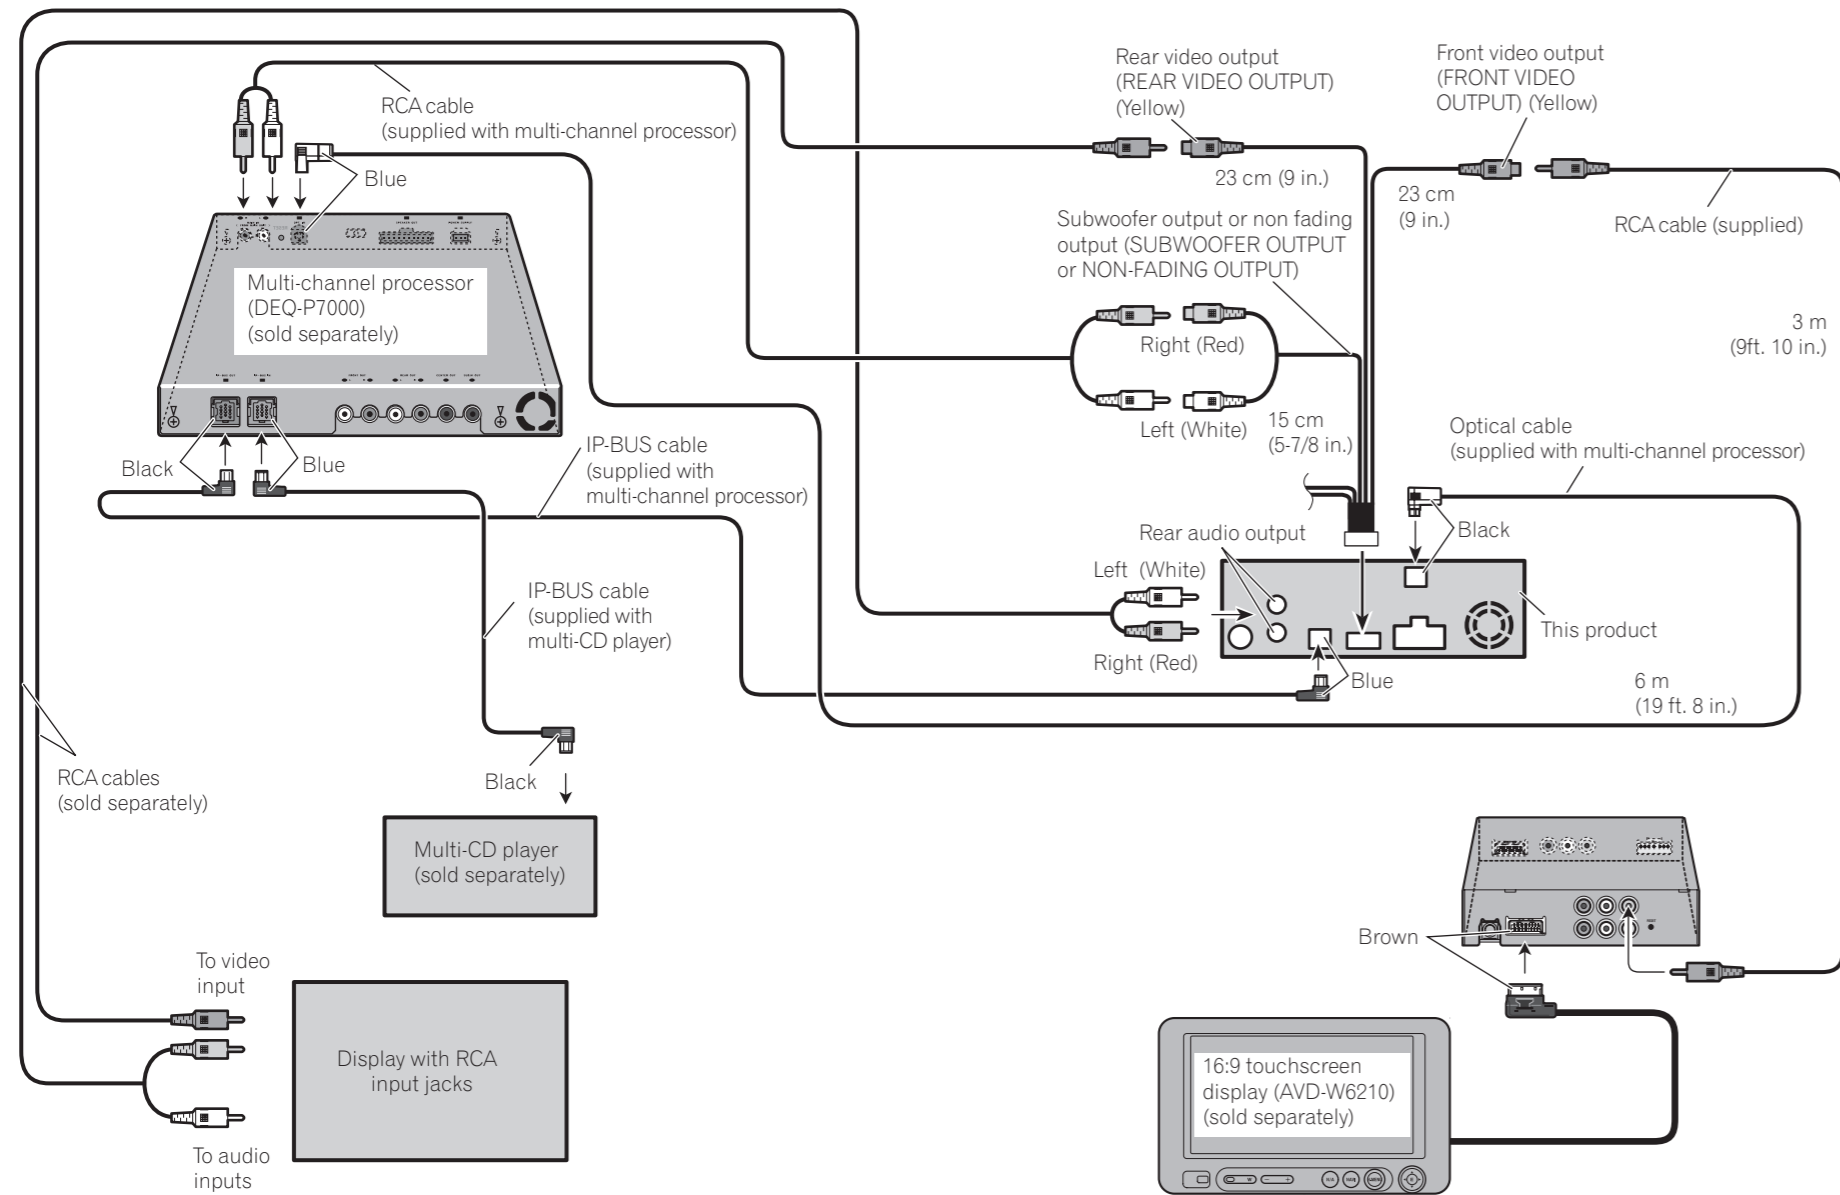 RCA cable
(supplied with multi-channel processor)
Blue
Multi-channel processor
(DEQ-P7000)
(sold separately)
Black
Blue
IP-BUS cable
(supplied with
multi-channel processor)
IP-BUS cable
(supplied with
multi-CD player)
Black
Multi-CD player
(sold separately)
RCA cables
(sold separately)
To video
input
To audio
inputs
Display with RCA
input jacks
Rear video output
(REAR VIDEO OUTPUT)
(Yellow)
23 cm (9 in.)
Front video output
(FRONT VIDEO
OUTPUT) (Yellow)
23 cm
(9 in.)
RCA cable (supplied)
Subwoofer output or non fading
output (SUBWOOFER OUTPUT
or NON-FADING OUTPUT)
Right (Red)
Left (White)
15 cm
(5-7/8 in.)
3 m
(9ft. 10 in.)
Optical cable
(supplied with multi-channel processor)
Black
Rear audio output
Left (White)
Right (Red)
This product
Blue
6 m
(19 ft. 8 in.)
Brown
16:9 touchscreen
display (AVD-W6210)
(sold separately)